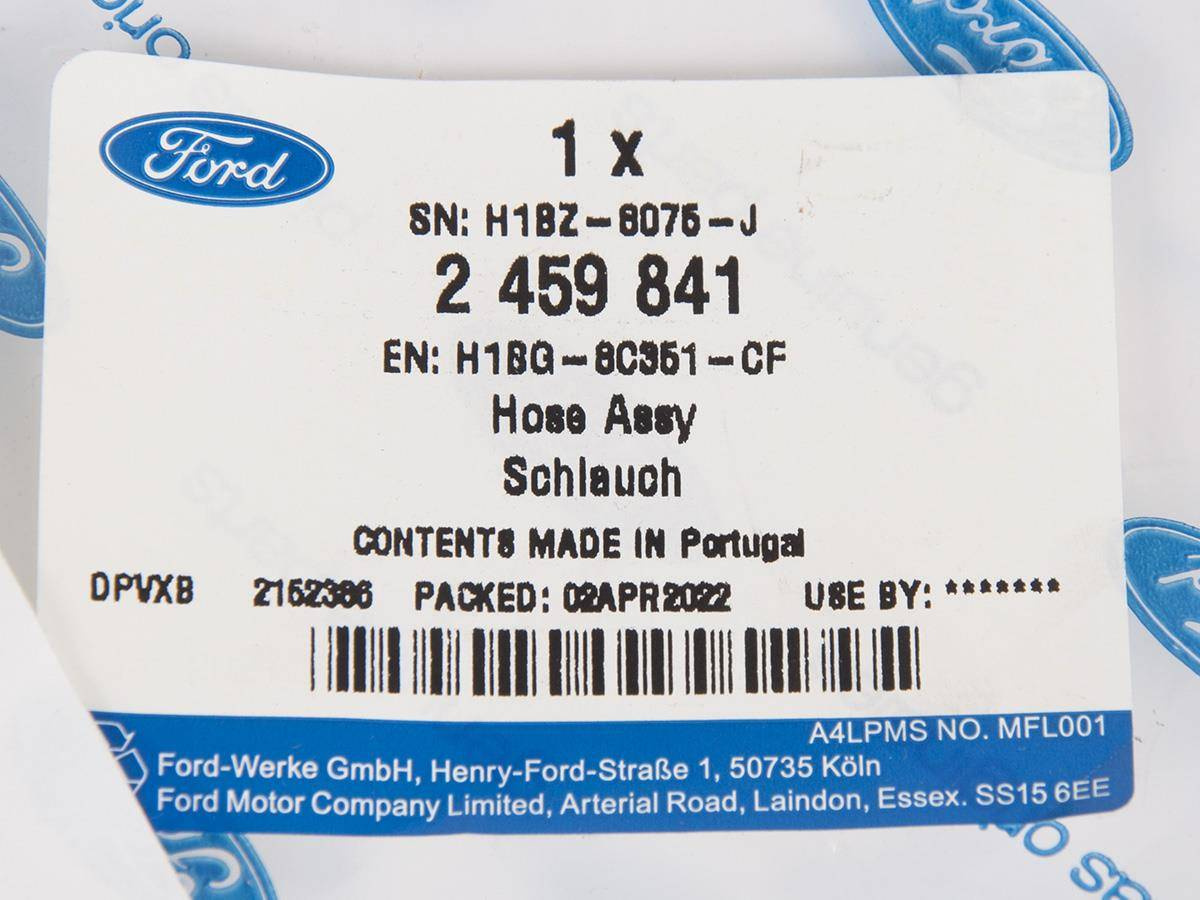 Ford
1 x
SN: H1BZ-8075-J
2 459 841
EN: H1BG-8C351-CF
Hose Assy
Schlauch
CONTENTS MADE IN Portugal
DPVXB 2152386 PACKED: 02APR2022 USE BY: *******
A4LPMS NO. MFL001
Ford-Werke GmbH, Henry-Ford-Straße 1, 50735 Köln
Ford Motor Company Limited, Arterial Road, Laindon, Essex. SS15 6EE